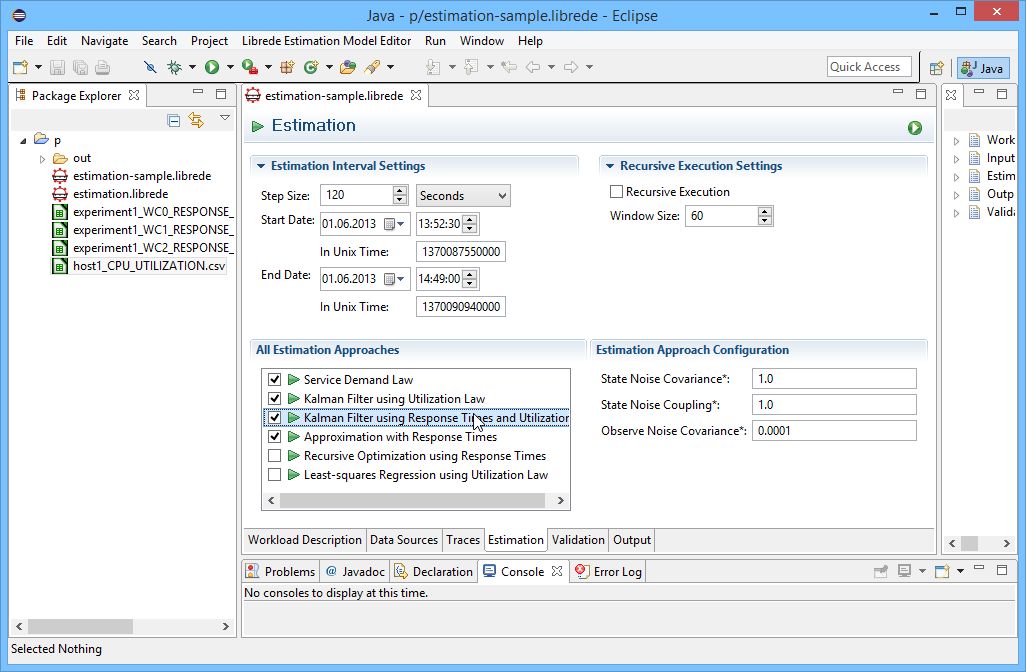 Java - p/estimation-sample.librede - Eclipse
File Edit Navigate Search Project Librede Estimation Model Editor Run Window Help
Quick Access Java
Package Explorer
p
out
estimation-sample.librede
estimation.librede
experiment1_WC0_RESPONSE_
experiment1_WC1_RESPONSE_
experiment1_WC2_RESPONSE_
host1_CPU_UTILIZATION.csv
estimation-sample.librede
Estimation
Estimation Interval Settings
Step Size: 120 Seconds
Start Date: 01.06.2013 13:52:30
In Unix Time: 1370087550000
End Date: 01.06.2013 14:49:00
In Unix Time: 1370090940000
Recursive Execution Settings
Recursive Execution
Window Size: 60
All Estimation Approaches
Service Demand Law
Kalman Filter using Utilization Law
Kalman Filter using Response Times and Utilization
Approximation with Response Times
Recursive Optimization using Response Times
Least-squares Regression using Utilization Law
Estimation Approach Configuration
State Noise Covariance*: 1.0
State Noise Coupling*: 1.0
Observe Noise Covariance*: 0.0001
Workload Description Data Sources Traces Estimation Validation Output
Work
Input
Estim
Outp
Valida
Problems @ Javadoc Declaration Console Error Log
No consoles to display at this time.
Selected Nothing